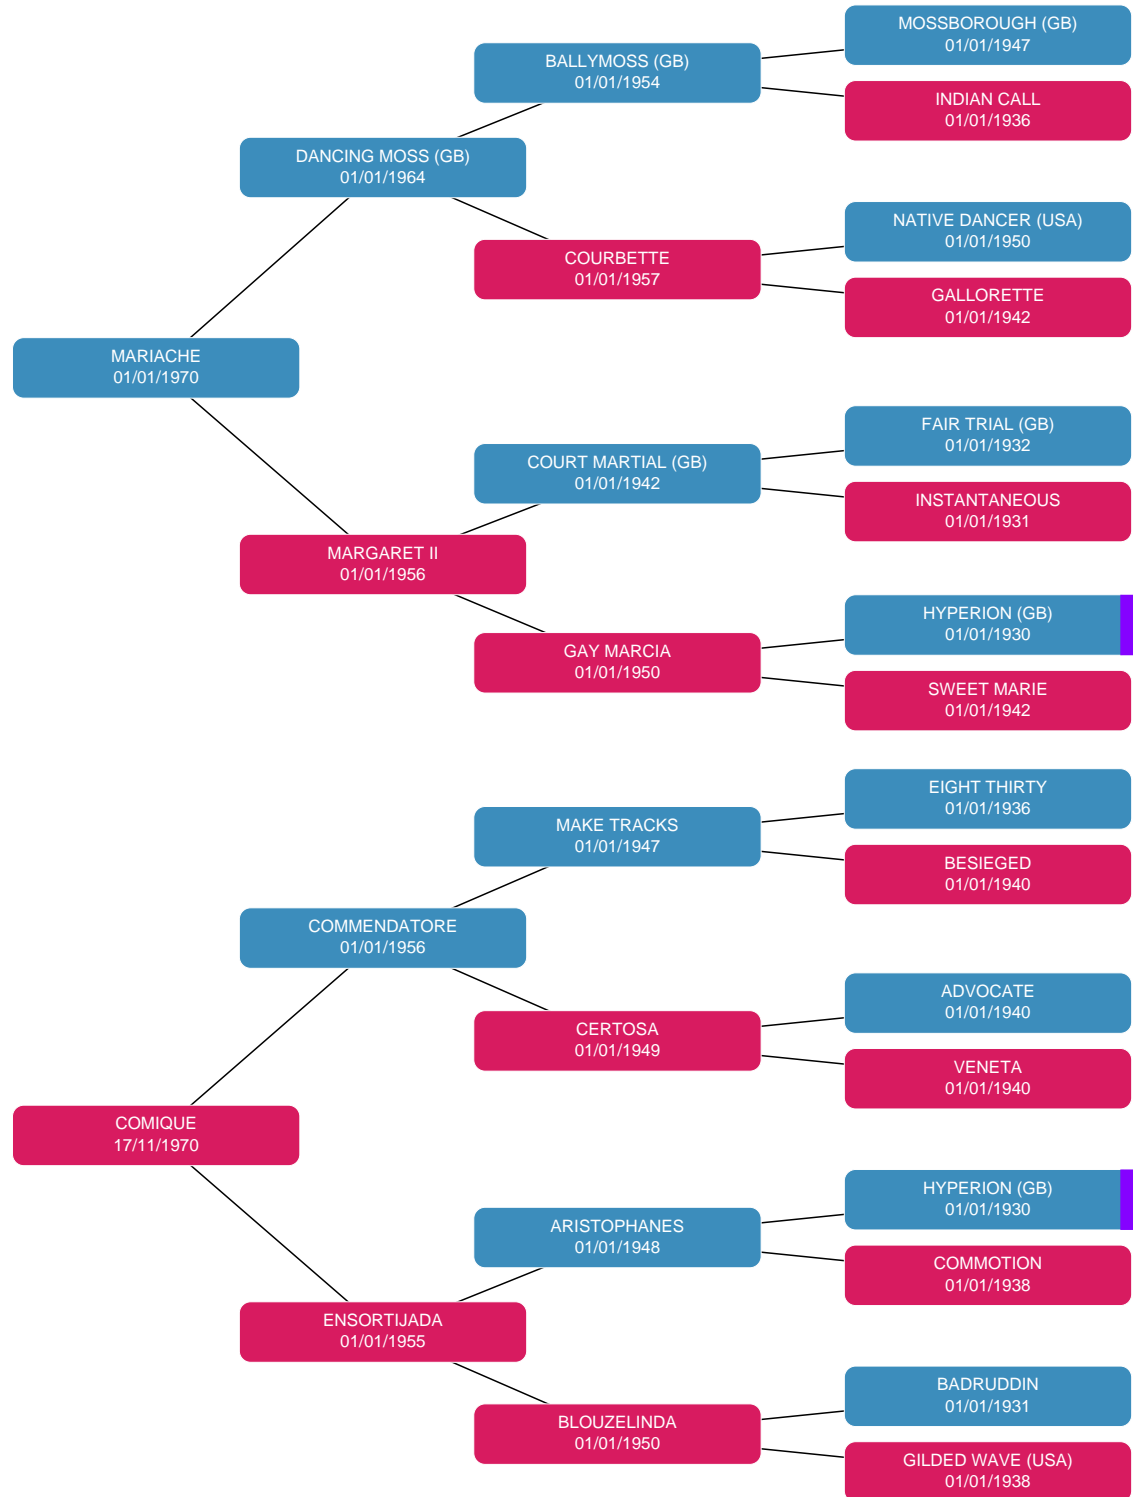 MOSSBOROUGH (GB)
01/01/1947
BALLYMOSS (GB)
01/01/1954
INDIAN CALL
01/01/1936
DANCING MOSS (GB)
01/01/1964
NATIVE DANCER (USA)
01/01/1950
COURBETTE
01/01/1957
GALLORETTE
01/01/1942
MARIACHE
01/01/1970
FAIR TRIAL (GB)
01/01/1932
COURT MARTIAL (GB)
01/01/1942
INSTANTANEOUS
01/01/1931
MARGARET II
01/01/1956
HYPERION (GB)
01/01/1930
GAY MARCIA
01/01/1950
SWEET MARIE
01/01/1942
EIGHT THIRTY
01/01/1936
MAKE TRACKS
01/01/1947
BESIEGED
01/01/1940
COMMENDATORE
01/01/1956
ADVOCATE
01/01/1940
CERTOSA
01/01/1949
VENETA
01/01/1940
COMIQUE
17/11/1970
HYPERION (GB)
01/01/1930
ARISTOPHANES
01/01/1948
COMMOTION
01/01/1938
ENSORTIJADA
01/01/1955
BADRUDDIN
01/01/1931
BLOUZELINDA
01/01/1950
GILDED WAVE (USA)
01/01/1938